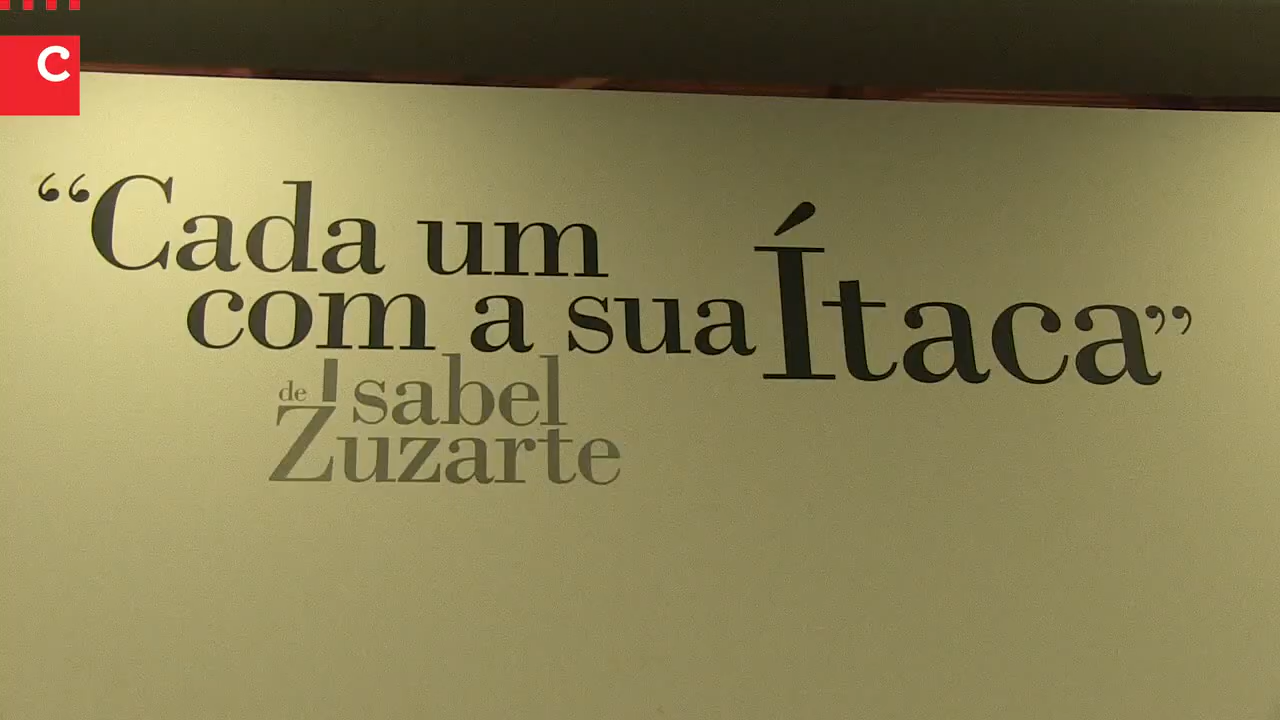 C
“Cada um
com a sua Ítaca”
de Isabel
Zuzarte